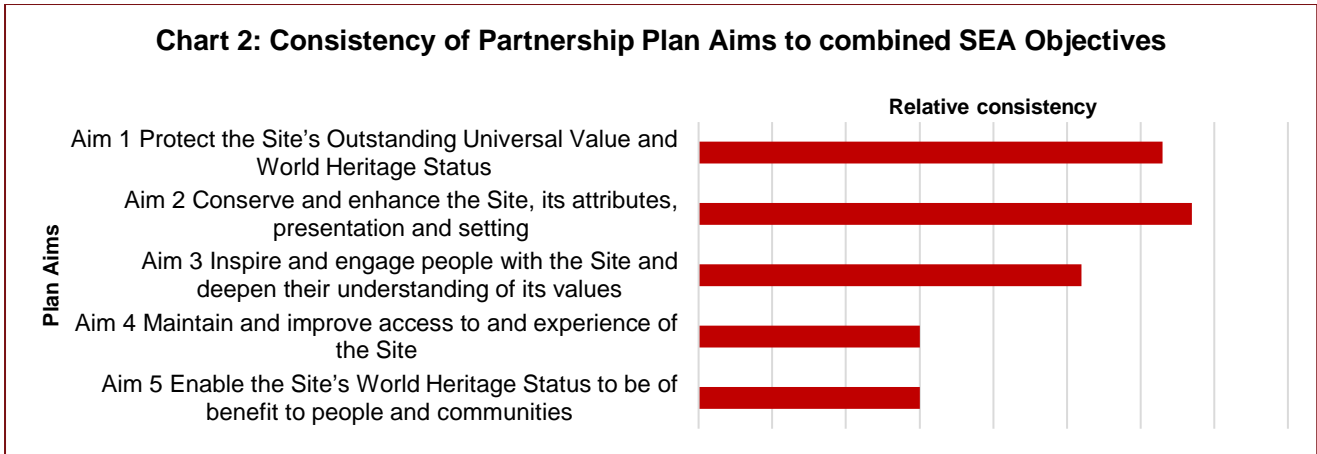 Chart 2: Consistency of Partnership Plan Aims to combined SEA Objectives
Relative consistency
Plan Aims
Aim 1 Protect the Site's Outstanding Universal Value and
World Heritage Status
Aim 2 Conserve and enhance the Site, its attributes,
presentation and setting
Aim 3 Inspire and engage people with the Site and
deepen their understanding of its values
Aim 4 Maintain and improve access to and experience of
the Site
Aim 5 Enable the Site's World Heritage Status to be of
benefit to people and communities